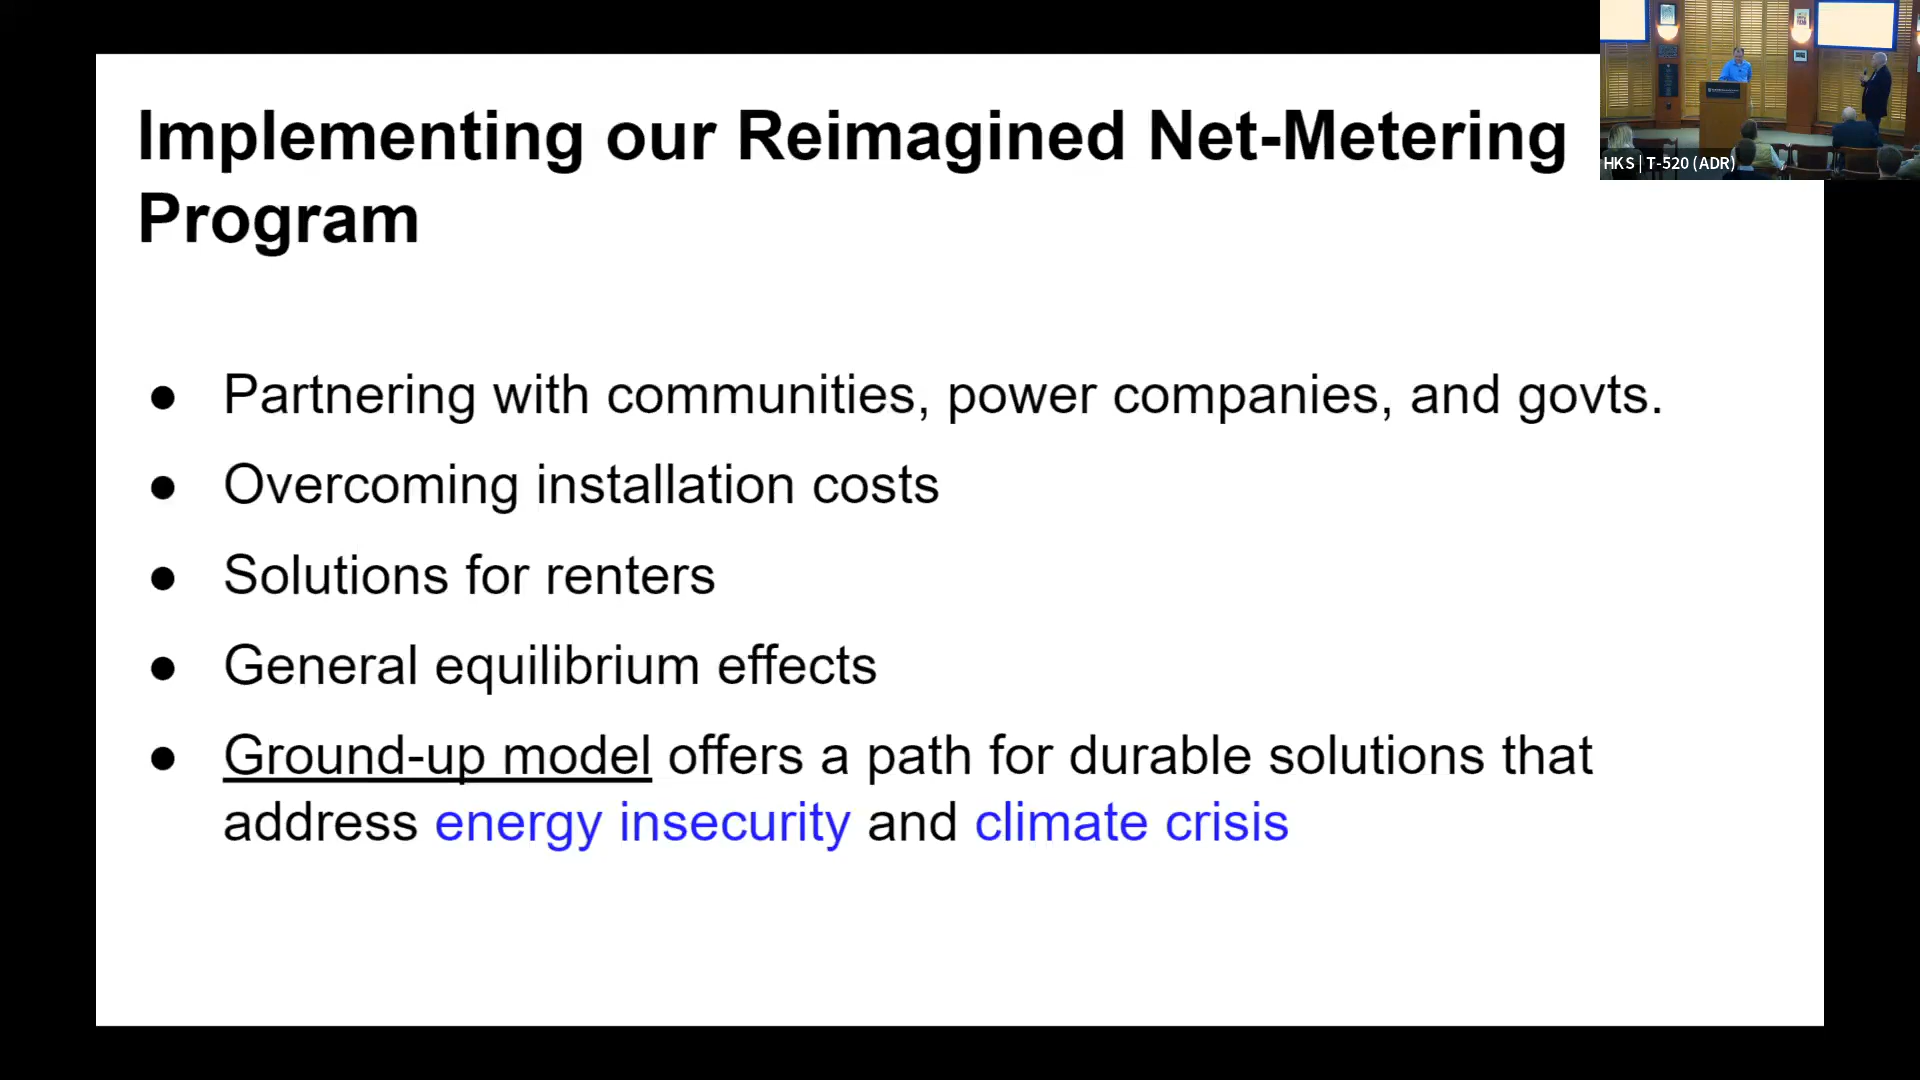 Implementing our Reimagined Net-Metering
Program
● Partnering with communities, power companies, and govts.
● Overcoming installation costs
● Solutions for renters
● General equilibrium effects
● Ground-up model offers a path for durable solutions that
address energy insecurity and climate crisis
HKS | T-520 (ADR)